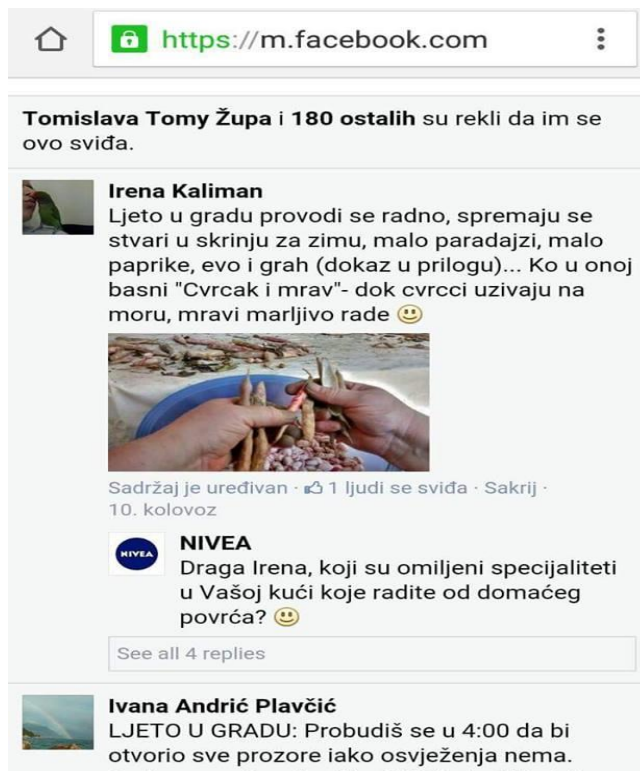 https://m.facebook.com
Tomislava Tomy Župa i 180 ostalih su rekli da im se
ovo sviđa.
Irena Kaliman
Ljeto u gradu provodi se radno, spremaju se
stvari u skrinju za zimu, malo paradajzi, malo
paprike, evo i grah (dokaz u prilogu)... Ko u onoj
basni "Cvrcak i mrav"- dok cvrcci uzivaju na
moru, mravi marljivo rade
Sadržaj je uređivan · 1 ljudi se sviđa · Sakrij ·
10. kolovoz
NIVEA
NIVEA
Draga Irena, koji su omiljeni specijaliteti
u Vašoj kući koje radite od domaćeg
povrća?
See all 4 replies
Ivana Andrić Plavčić
LJETO U GRADU: Probudiš se u 4:00 da bi
otvorio sve prozore iako osvježenja nema.